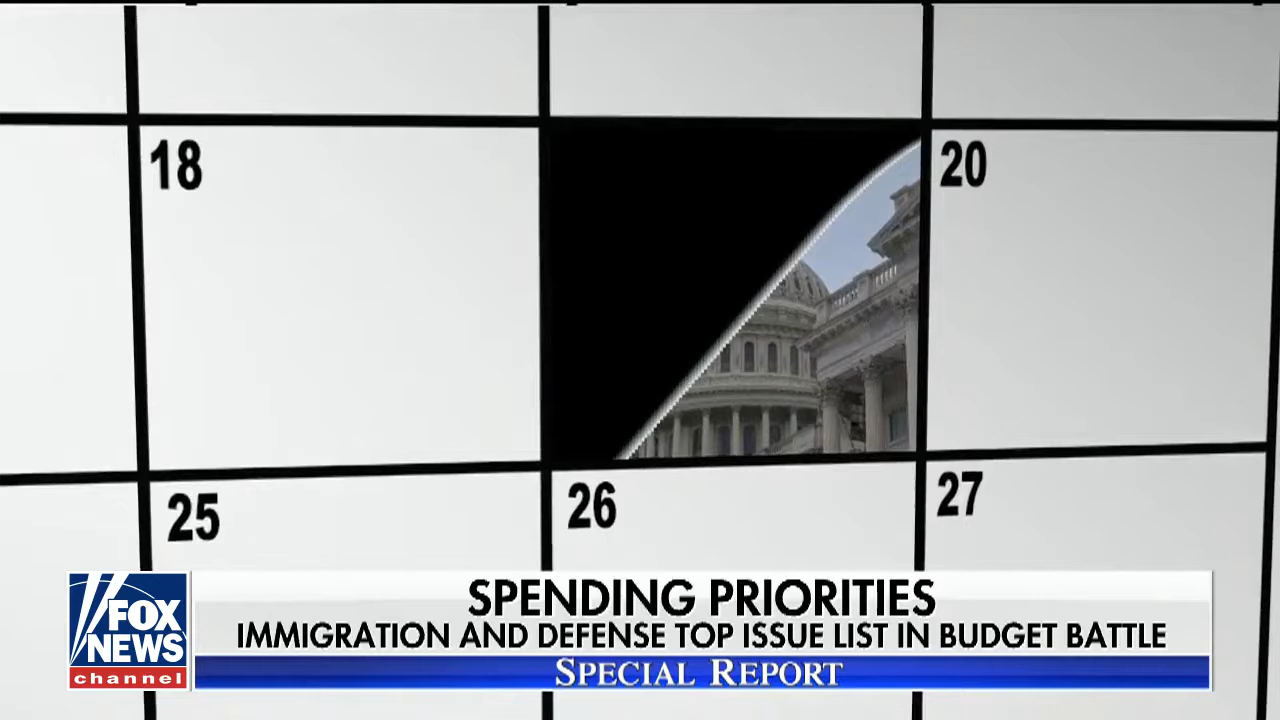 18
20
25
26
27
SPENDING PRIORITIES
IMMIGRATION AND DEFENSE TOP ISSUE LIST IN BUDGET BATTLE
SPECIAL REPORT
FOX
NEWS
channel